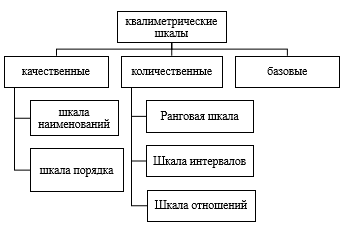 квалиметрические
шкалы
качественные
количественные
базовые
шкала
наименований
шкала порядка
Ранговая шкала
Шкала интервалов
Шкала отношений